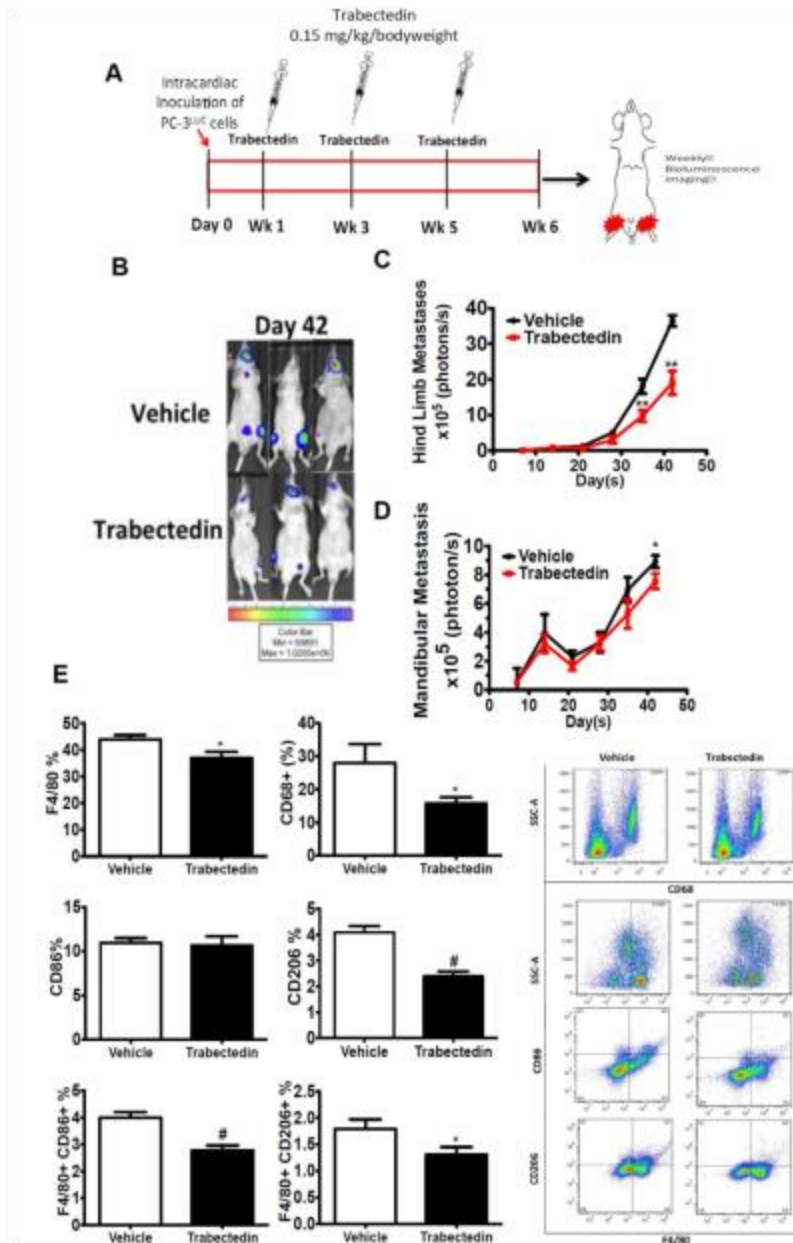 Trabectedin
0.15 mg/kg/bodyweight
A
Intracardiac
Inoculation of
PC-3LUC cells
Trabectedin Trabectedin Trabectedin
Day 0 Wk 1 Wk 3 Wk 5 Wk 6
Weekly!!
Bioluminescence!
imaging!!
B
Day 42
Vehicle
Trabectedin
Color Bar
C
Hind Limb Metastases
x10⁵ (photons/s)
40
30
20
10
0
Vehicle
Trabectedin
**
**
0 10 20 30 40 50
Day(s)
D
Mandibular Metastasis
x10⁵ (phtoton/s)
10
8
6
4
2
0
Vehicle
Trabectedin
*
0 10 20 30 40 50
Day(s)
E
F4/80 %
50
40
30
20
10
0
*
Vehicle Trabectedin
CD68+ (%)
40
30
20
10
0
*
Vehicle Trabectedin
CD86%
15
10
5
0
Vehicle Trabectedin
CD206 %
5
4
3
2
1
0
#
Vehicle Trabectedin
F4/80+ CD86+ %
5
4
3
2
1
0
#
Vehicle Trabectedin
F4/80+ CD206+ %
2.5
2.0
1.5
1.0
0.5
0.0
*
Vehicle Trabectedin
Vehicle Trabectedin
SSC-A
CD68
SSC-A
CD86
CD206
F4/80